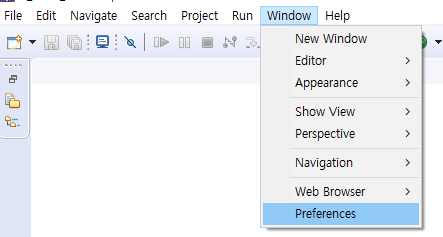 File Edit Navigate Search Project Run Window Help
New Window
Editor
Appearance
Show View
Perspective
Navigation
Web Browser
Preferences